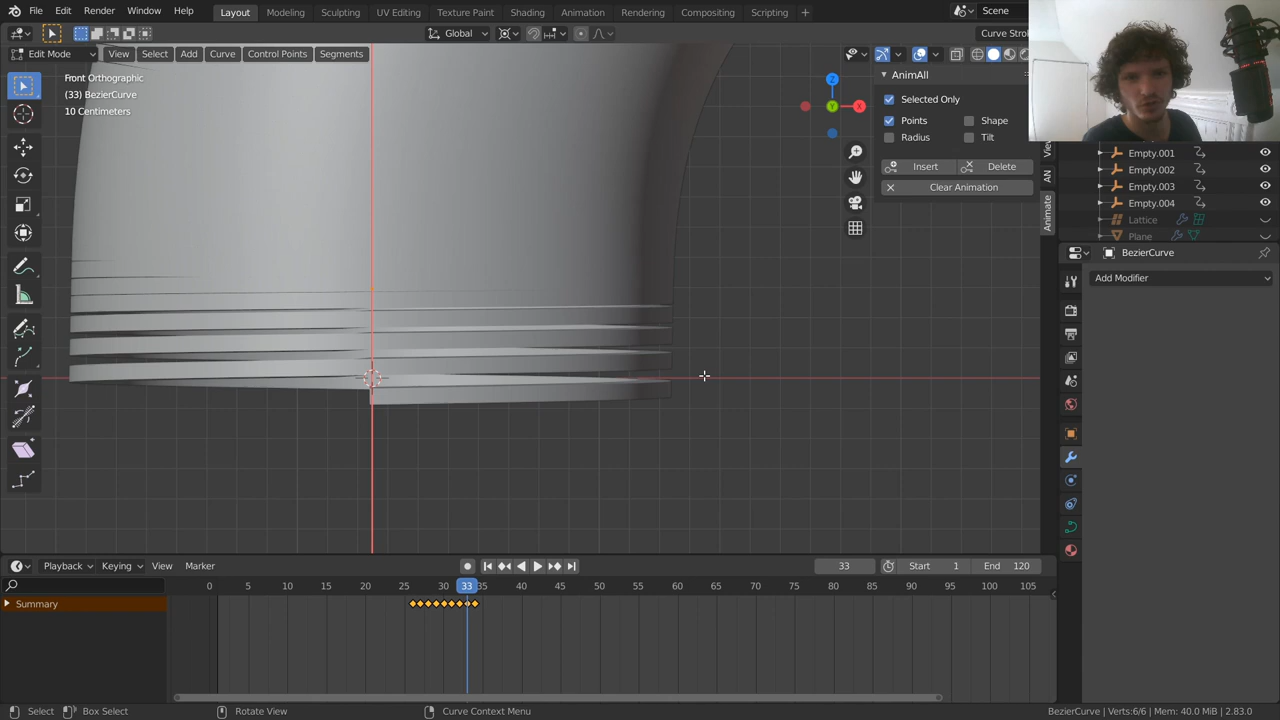 File Edit Render Window Help Layout Modeling Sculpting UV Editing Texture Paint Shading Animation Rendering Compositing Scripting + Scene
Global Curve Strok
Edit Mode View Select Add Curve Control Points Segments
Front Orthographic
(33) BezierCurve
10 Centimeters
AnimAll
Selected Only
Points Shape
Radius Tilt
Insert Delete
Clear Animation
Z
Y
X
View
AN
Animate
Empty.001
Empty.002
Empty.003
Empty.004
Lattice
Plane
BezierCurve
Add Modifier
Playback Keying View Marker 33 Start 1 End 120
0 5 10 15 20 25 30 33 35 40 45 50 55 60 65 70 75 80 85 90 95 100 105
Summary
Select Box Select Rotate View Curve Context Menu BezierCurve | Verts:6/6 | Mem: 40.0 MiB | 2.83.0